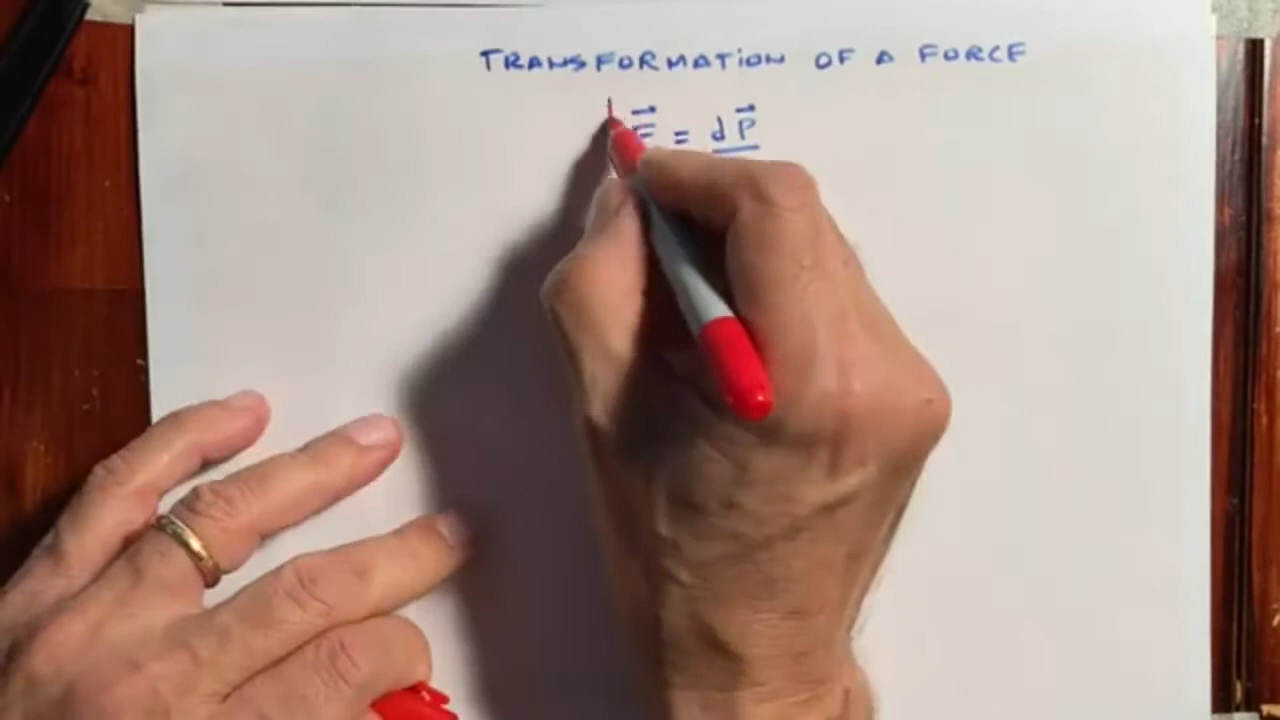 TRANSFORMATION OF A FORCE
F⃗ = dP⃗